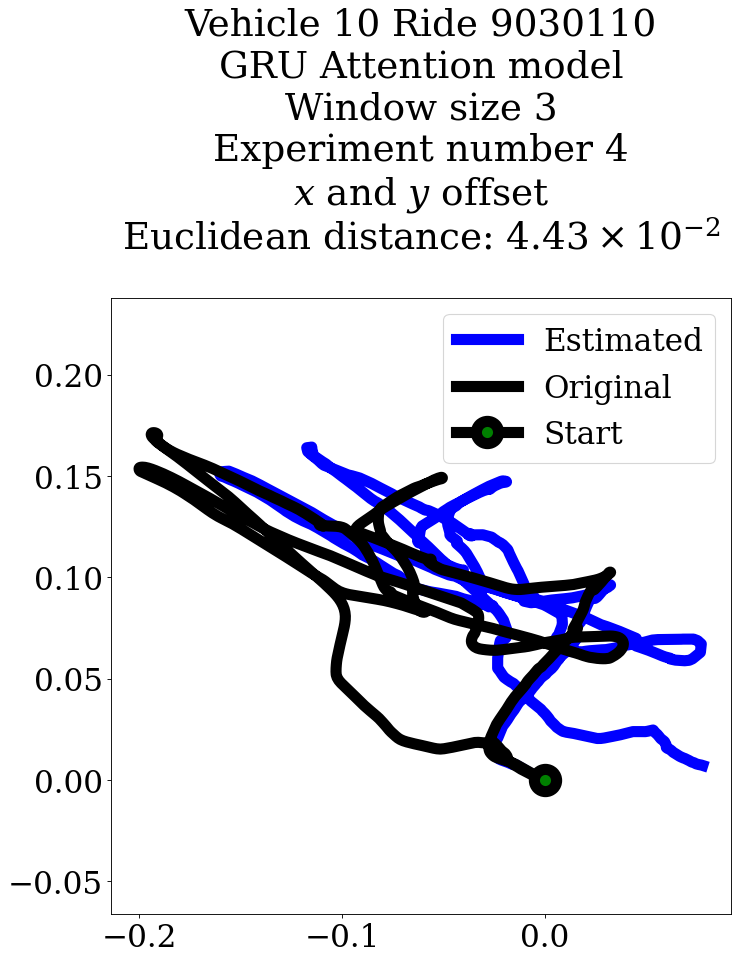 Vehicle 10 Ride 9030110
GRU Attention model
Window size 3
Experiment number 4
x and y offset
Euclidean distance: 4.43 × 10⁻²
Estimated
Original
Start
0.20
0.15
0.10
0.05
0.00
−0.05
−0.2
−0.1
0.0